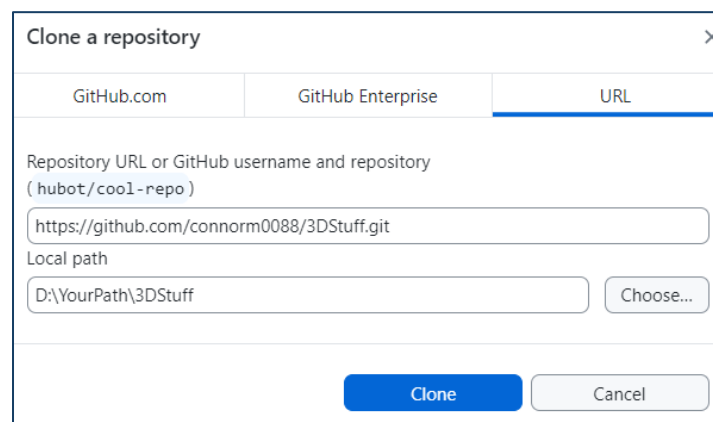 Clone a repository
GitHub.com GitHub Enterprise URL
Repository URL or GitHub username and repository
(hubot/cool-repo)
https://github.com/connorm0088/3DStuff.git
Local path
D:\YourPath\3DStuff Choose...
Clone Cancel